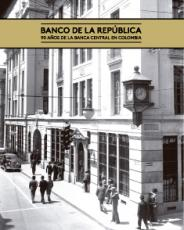 BANCO DE LA REPÚBLICA
90 AÑOS DE LA BANCA CENTRAL EN COLOMBIA